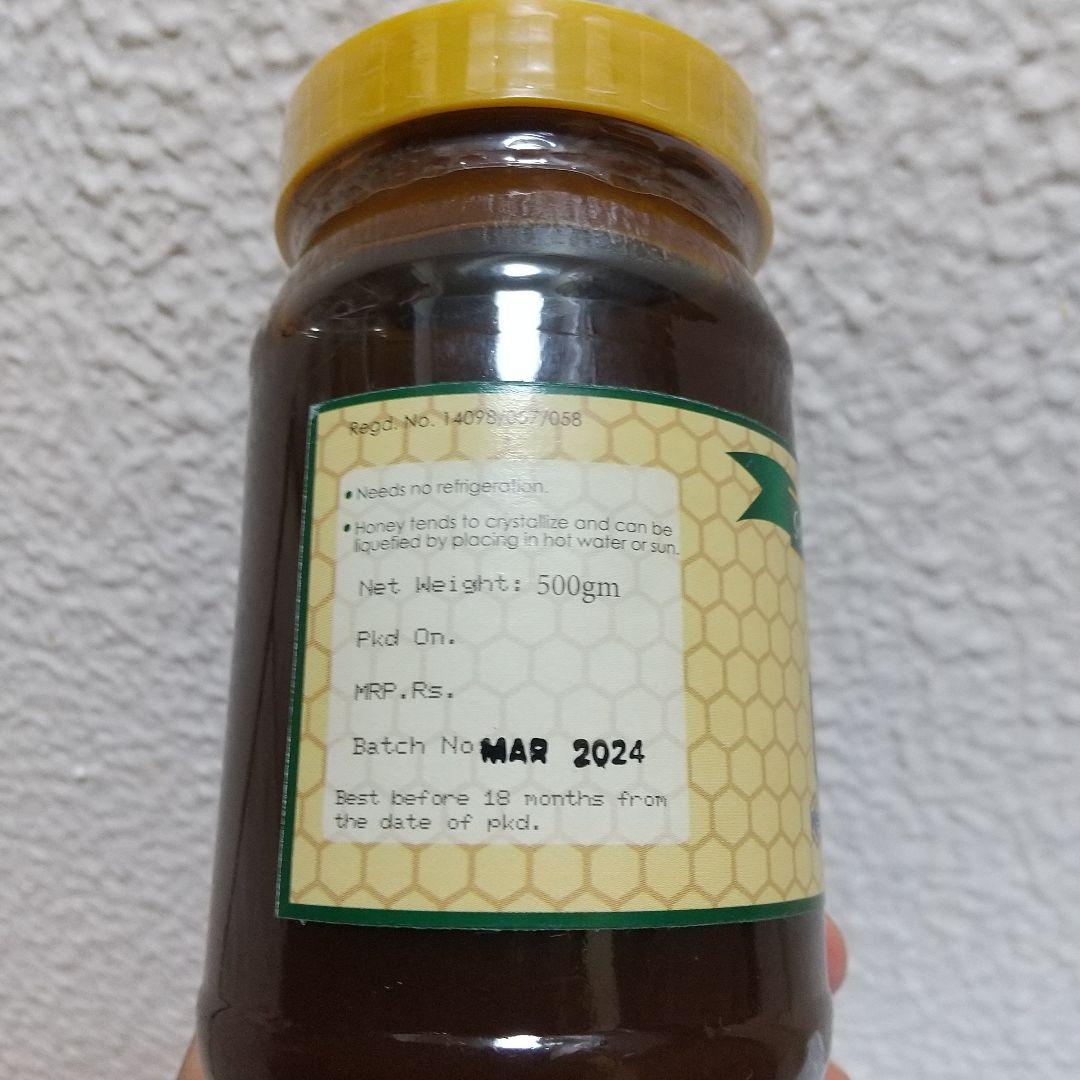 Regd. No. 14098/057/058
• Needs no refrigeration.
• Honey tends to crystallize and can be
liquefied by placing in hot water or sun.
Net Weight: 500gm
Pkd On.
MRP.Rs.
Batch No MAR 2024
Best before 18 months from
the date of pkd.